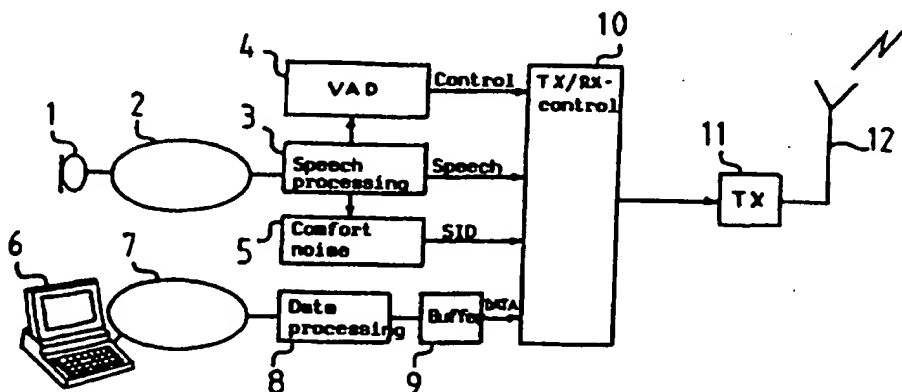 10
4
VAD
Control
TX/RX-
control
1
2
3
Speech
processing
Speech
11
TX
12
5
Comfort
noise
SID
6
7
Data
processing
Buffer
DATA
8
9